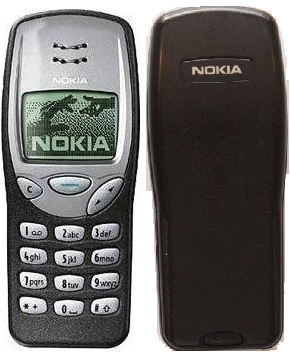 NOKIA
NOKIA
NOKIA
C
1 2abc 3def
4ghi 5jkl 6mno
7pqrs 8tuv 9wxyz
* + 0 #